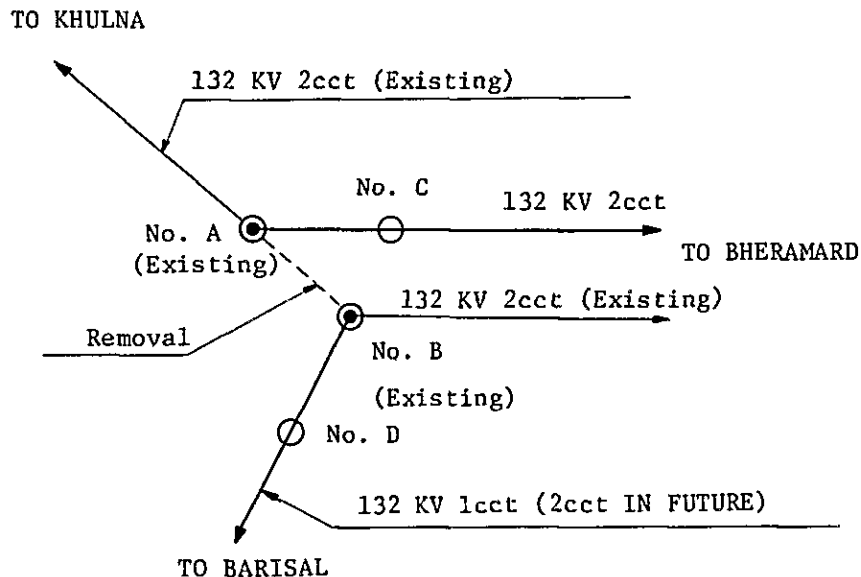 TO KHULNA
132 KV 2cct (Existing)
No. C
132 KV 2cct
No. A
(Existing)
TO BHERAMARD
132 KV 2cct (Existing)
Removal
No. B
(Existing)
No. D
132 KV 1cct (2cct IN FUTURE)
TO BARISAL